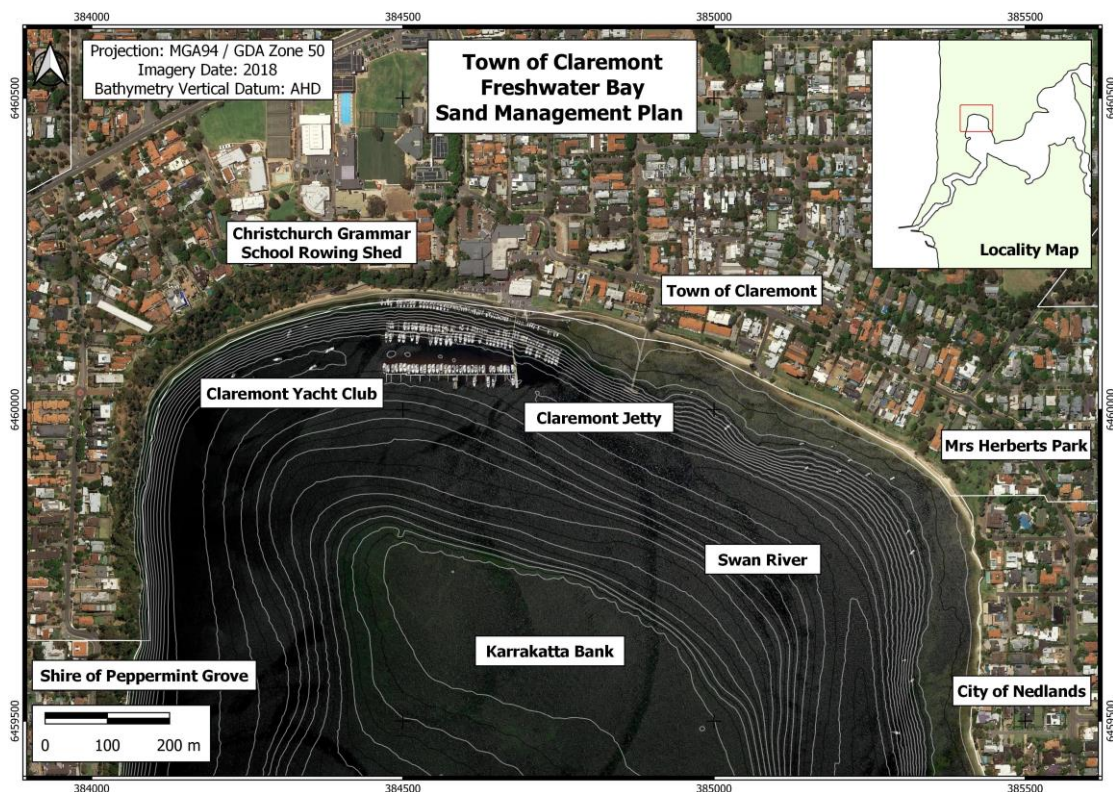 384000
384500
385000
385500
Projection: MGA94 / GDA Zone 50
Imagery Date: 2018
Bathymetry Vertical Datum: AHD
Town of Claremont
Freshwater Bay
Sand Management Plan
6460500
6460500
Locality Map
Christchurch Grammar
School Rowing Shed
Town of Claremont
Claremont Yacht Club
Claremont Jetty
6460000
6460000
Mrs Herberts Park
Swan River
Karrakatta Bank
Shire of Peppermint Grove
City of Nedlands
0 100 200 m
6459500
6459500
384000
384500
385000
385500